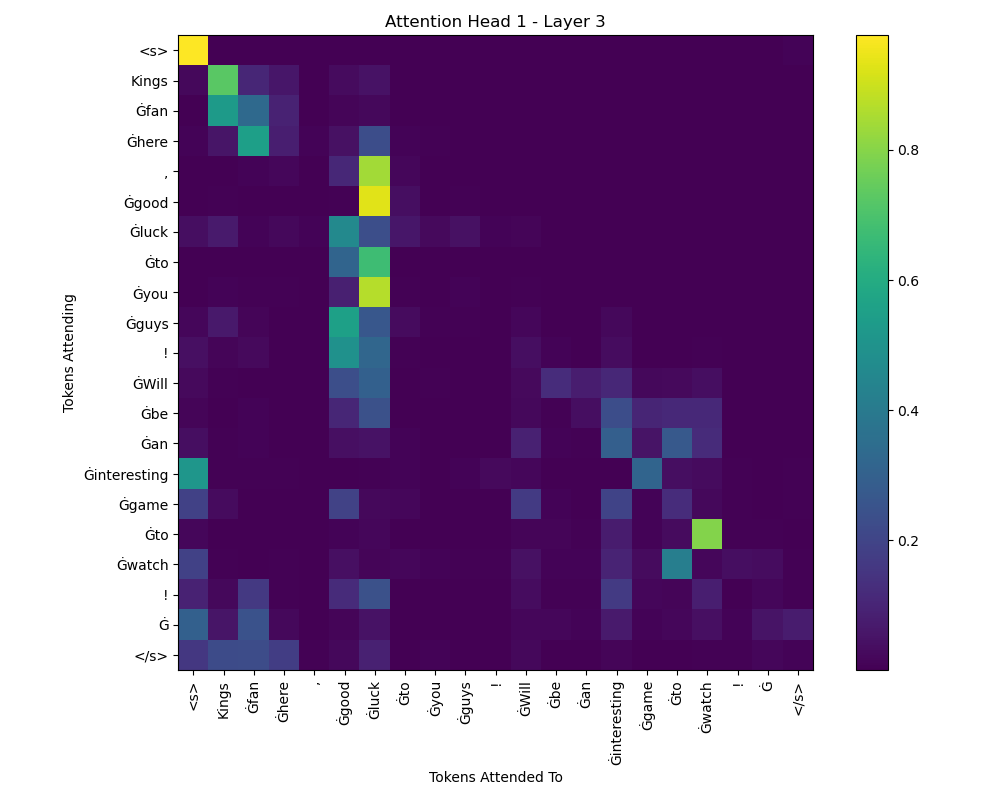 Attention Head 1 - Layer 3
<s>
Kings
Ġfan
Ġhere
,
Ġgood
Ġluck
Ġto
Ġyou
Ġguys
!
ĠWill
Ġbe
Ġan
Ġinteresting
Ġgame
Ġto
Ġwatch
!
Ġ
</s>
Tokens Attending
<s>
Kings
Ġfan
Ġhere
,
Ġgood
Ġluck
Ġto
Ġyou
Ġguys
!
ĠWill
Ġbe
Ġan
Ġinteresting
Ġgame
Ġto
Ġwatch
!
Ġ
</s>
Tokens Attended To
0.8
0.6
0.4
0.2